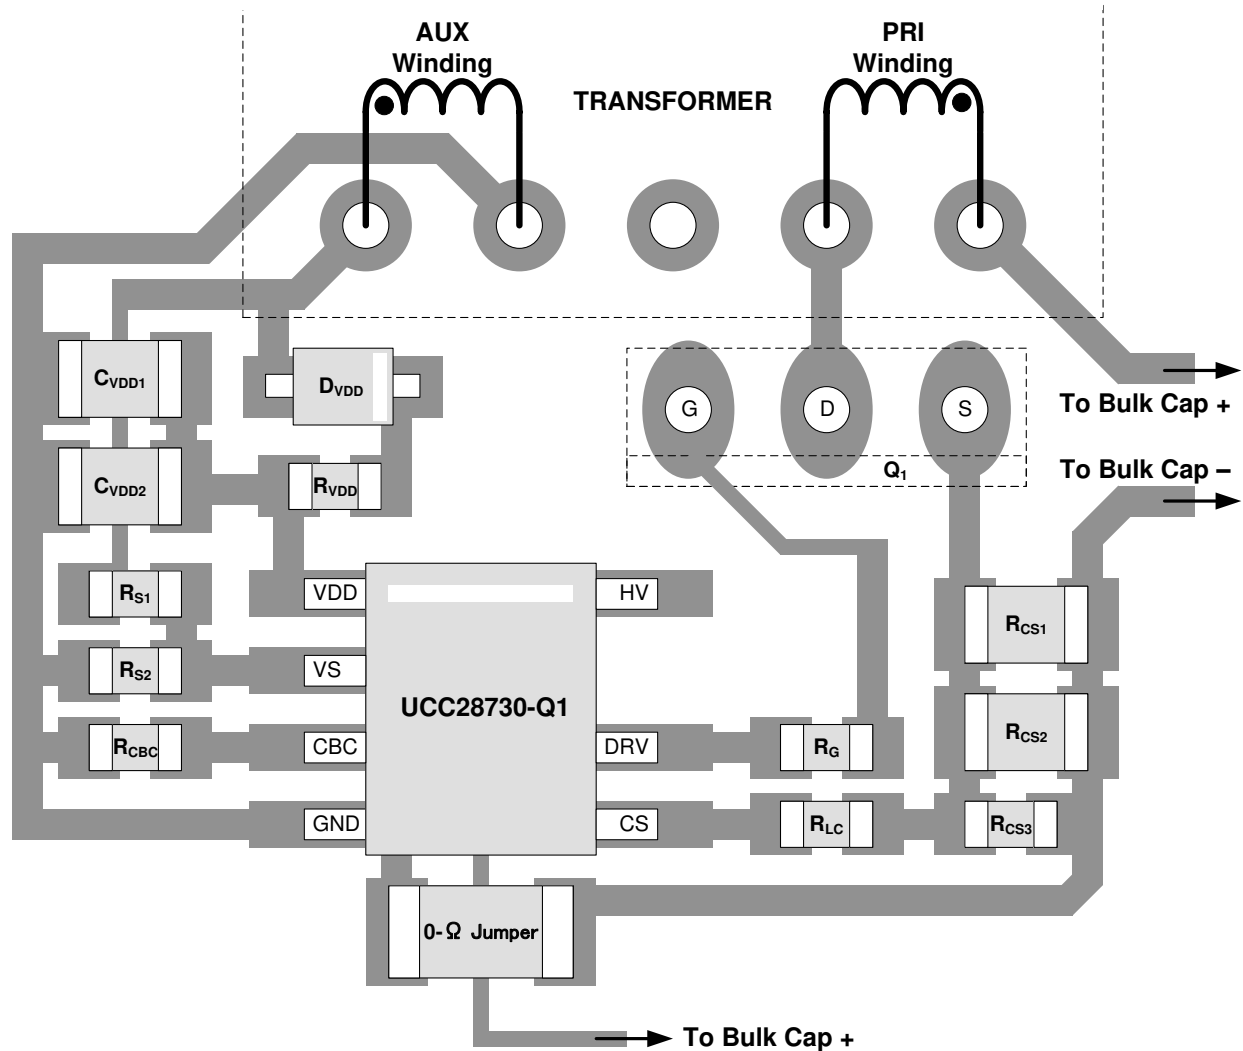 AUX
Winding
PRI
Winding
TRANSFORMER
CVDD1
DVDD
G
D
S
To Bulk Cap +
Q1
To Bulk Cap –
CVDD2
RVDD
RS1
VDD
HV
RCS1
RS2
VS
UCC28730-Q1
RCS2
RCBC
CBC
DRV
RG
GND
CS
RLC
RCS3
0-Ω Jumper
To Bulk Cap +